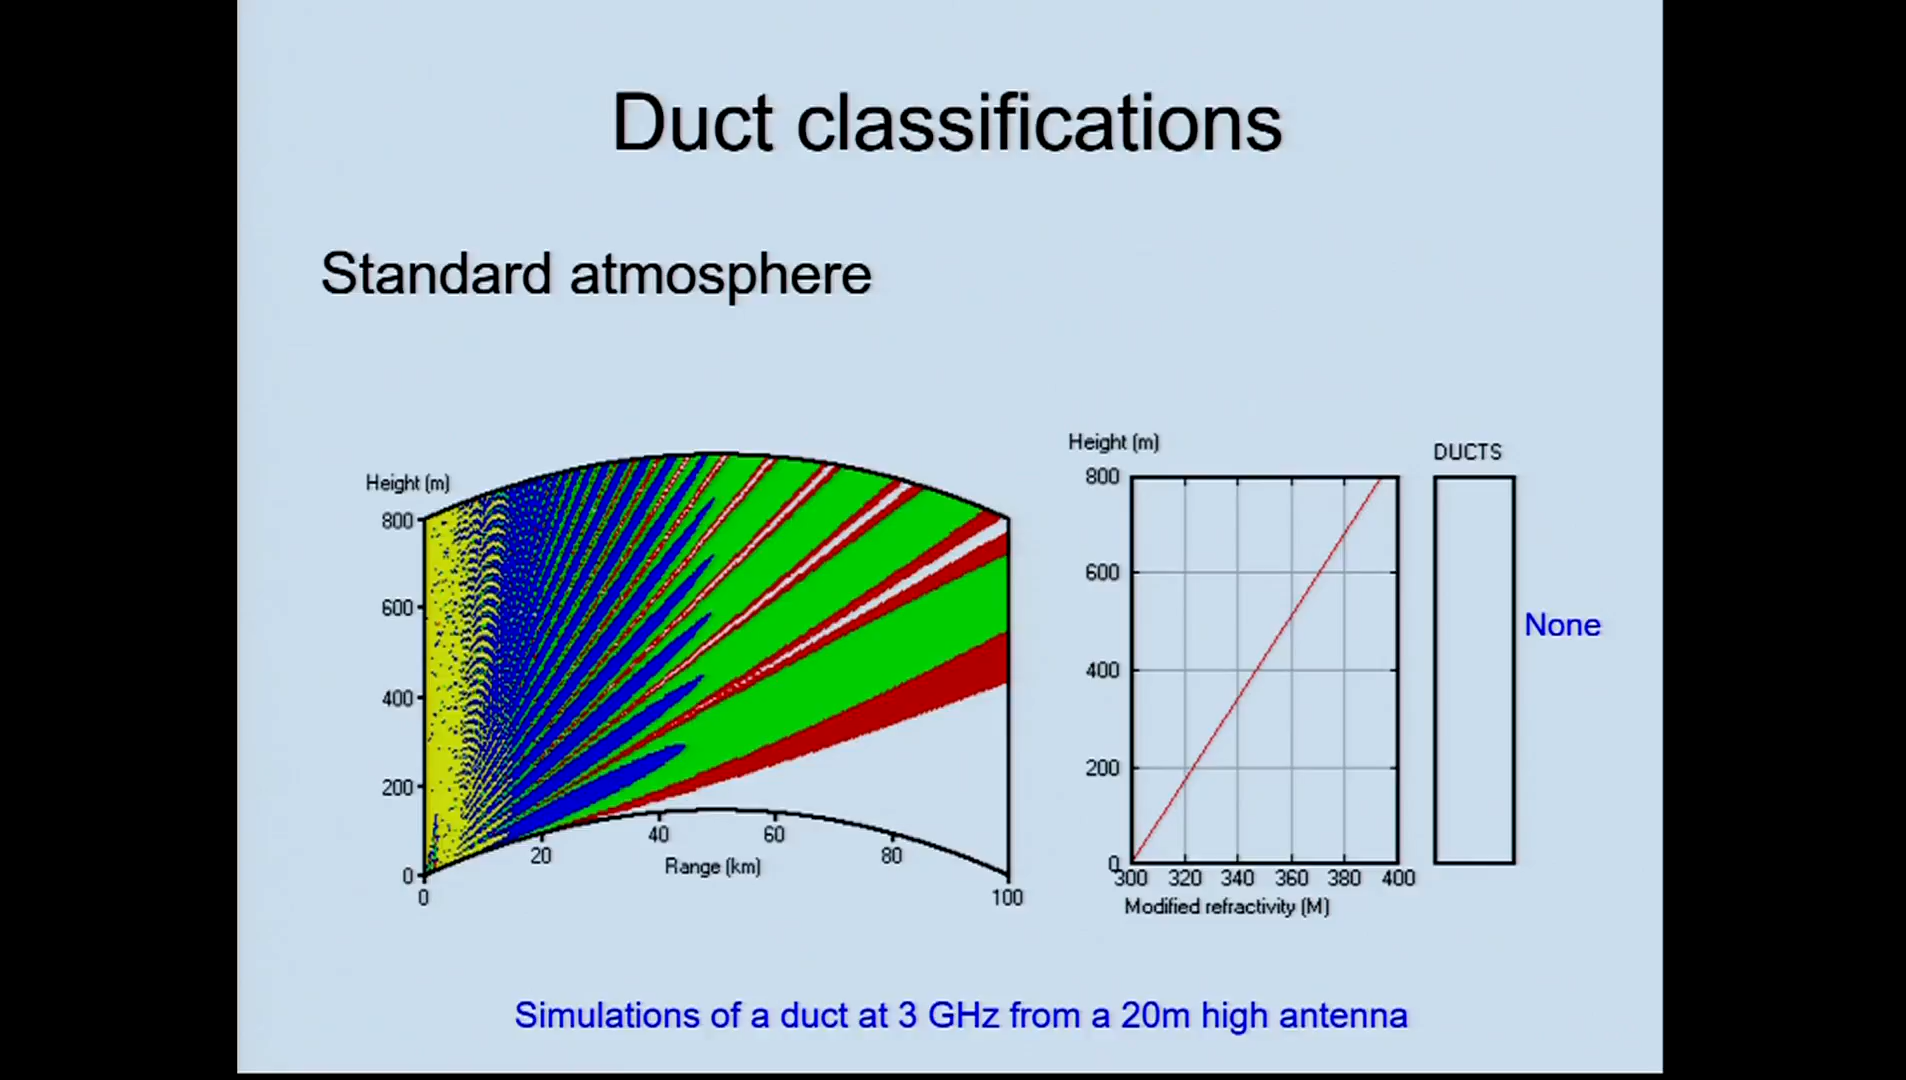 Duct classifications
Standard atmosphere
Height (m)
800
600
400
200
0
0
20
40
60
80
100
Range (km)
Height (m)
800
600
400
200
0
300 320 340 360 380 400
Modified refractivity (M)
DUCTS
None
Simulations of a duct at 3 GHz from a 20m high antenna